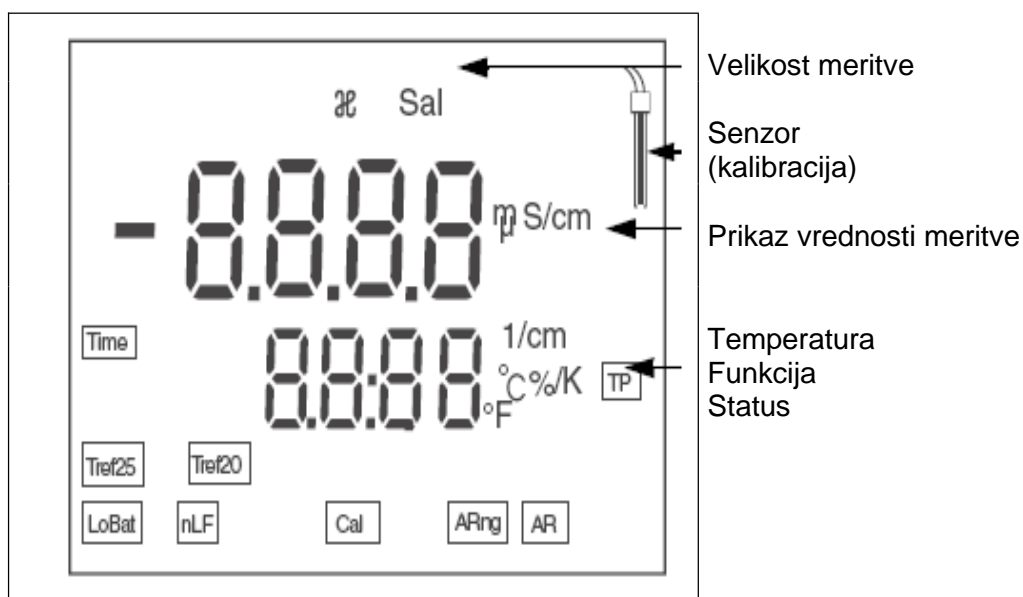 Velikost meritve
æ Sal
Senzor
(kalibracija)
- 8.8.8.8
m
µ S/cm
Prikaz vrednosti meritve
Time
8.8:8.8
1/cm
°C%/K
°F
TP
Temperatura
Funkcija
Status
Tref25 Tref20
LoBat nLF Cal ARng AR